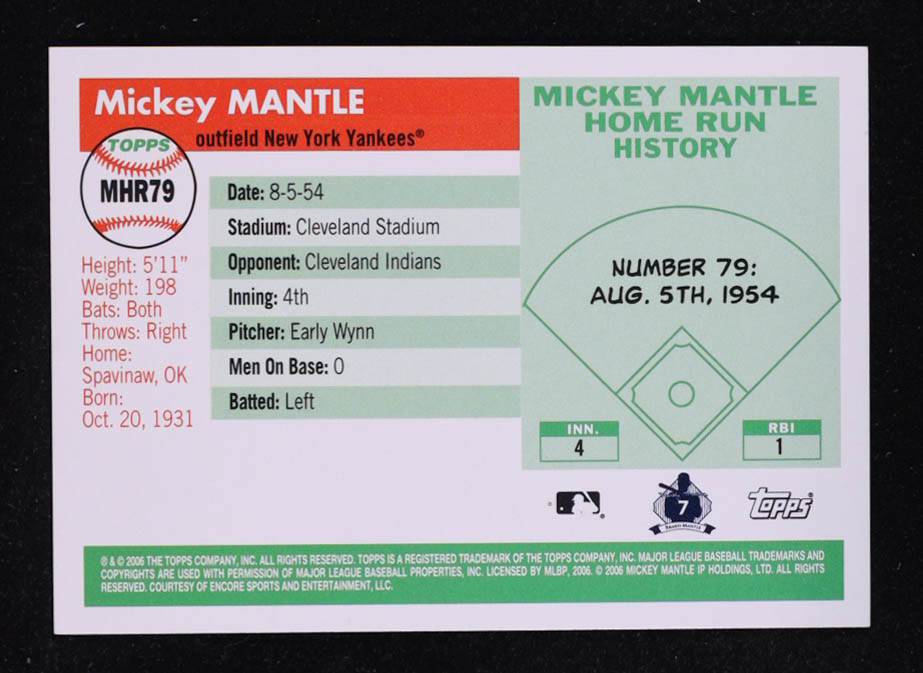 Mickey MANTLE
outfield New York Yankees®
TOPPS
MHR79
Height: 5'11"
Weight: 198
Bats: Both
Throws: Right
Home:
Spavinaw, OK
Born:
Oct. 20, 1931
Date: 8-5-54
Stadium: Cleveland Stadium
Opponent: Cleveland Indians
Inning: 4th
Pitcher: Early Wynn
Men On Base: 0
Batted: Left
MICKEY MANTLE
HOME RUN
HISTORY
NUMBER 79:
AUG. 5TH, 1954
INN.
4
RBI
1
7
MICKEY MANTLE
topps®
® & © 2006 THE TOPPS COMPANY, INC. ALL RIGHTS RESERVED. TOPPS IS A REGISTERED TRADEMARK OF THE TOPPS COMPANY, INC. MAJOR LEAGUE BASEBALL TRADEMARKS AND
COPYRIGHTS ARE USED WITH PERMISSION OF MAJOR LEAGUE BASEBALL PROPERTIES, INC. LICENSED BY MLBP, 2006. © 2006 MICKEY MANTLE IP HOLDINGS, LTD. ALL RIGHTS
RESERVED. COURTESY OF ENCORE SPORTS AND ENTERTAINMENT, LLC.